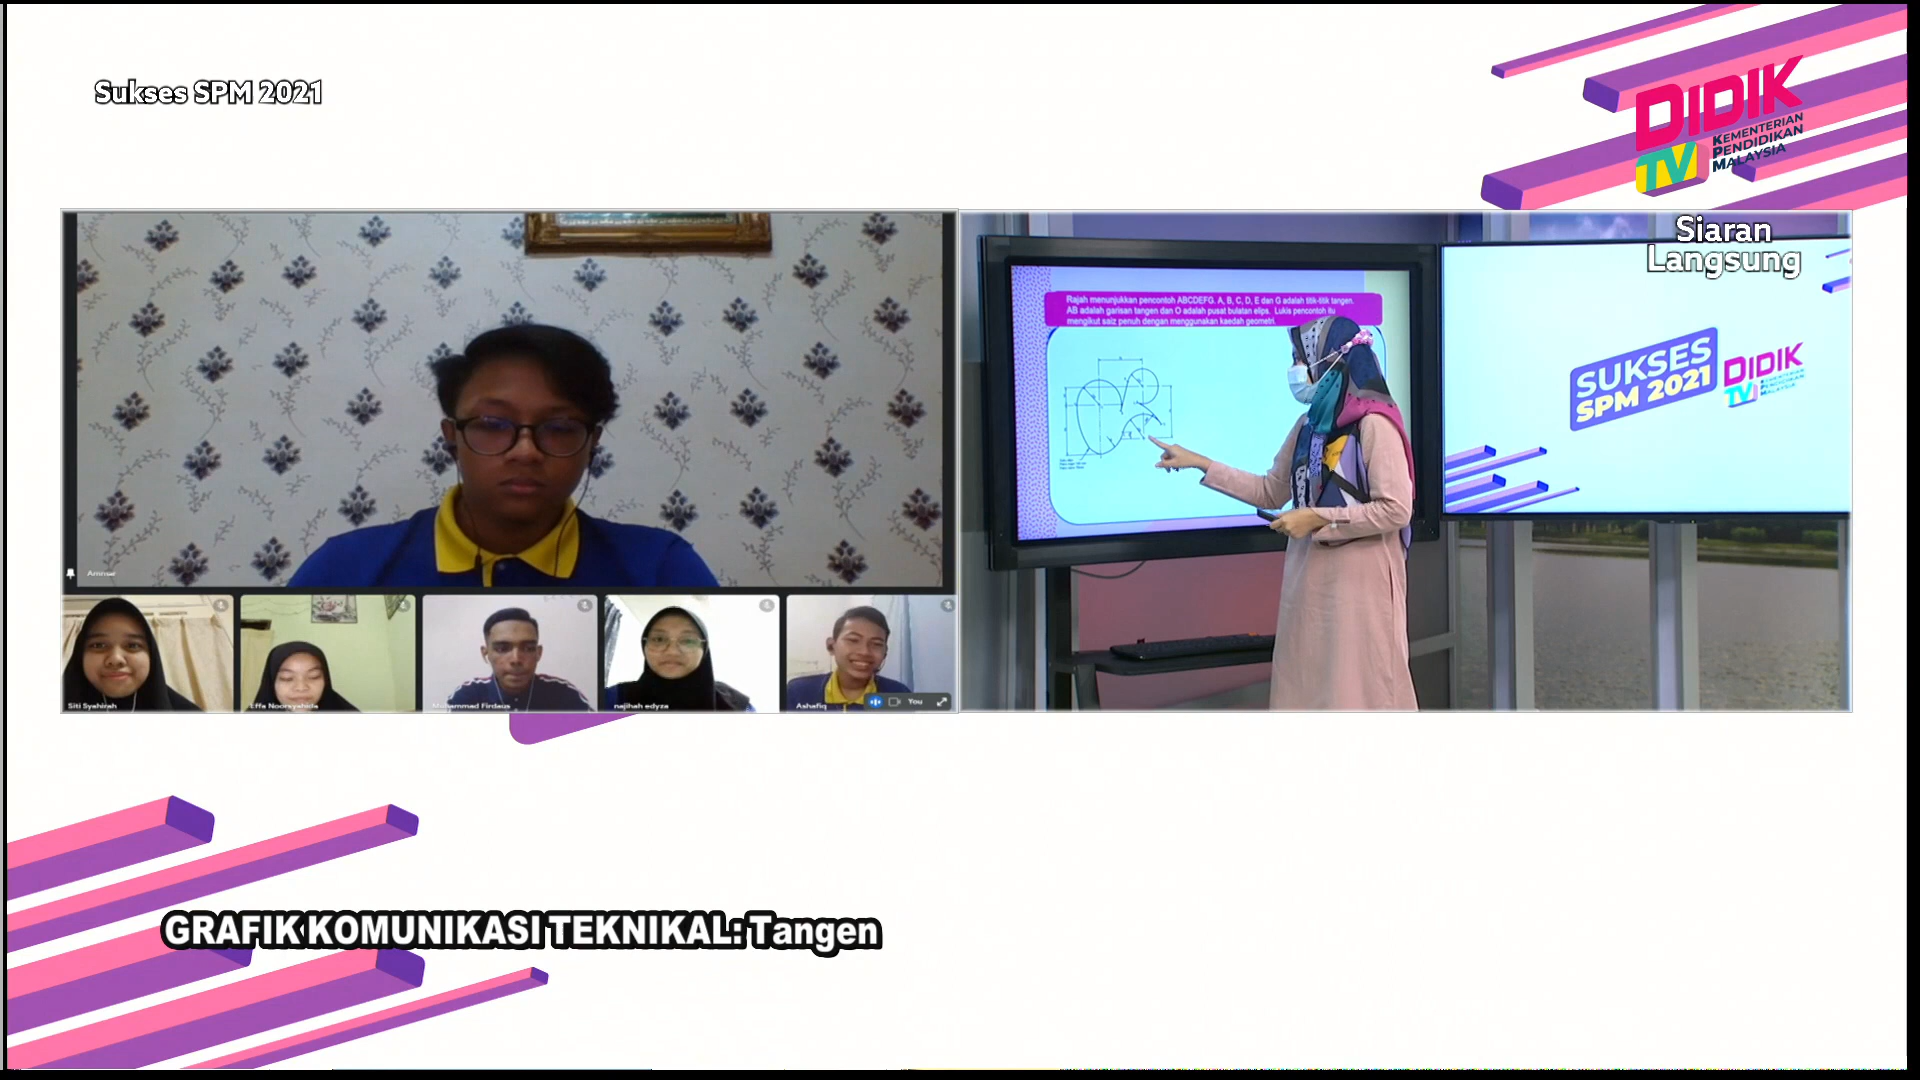 Sukses SPM 2021
DIDIK
TV
KEMENTERIAN
PENDIDIKAN
MALAYSIA
Siaran
Langsung
Rajah menunjukkan pencontoh ABCDEFG. A, B, C, D, E dan G adalah titik-titik tangen.
AB adalah garisan tangen dan O adalah pusat bulatan elips. Lukis pencontoh itu
mengikut saiz penuh dengan menggunakan kaedah geometri.
SUKSES
SPM 2021
DIDIK
TV
Siti Syahirah
Effa Noorsyahida
Muhammad Firdaus
najihah edyza
Ashafiq
You
GRAFIK KOMUNIKASI TEKNIKAL: Tangen